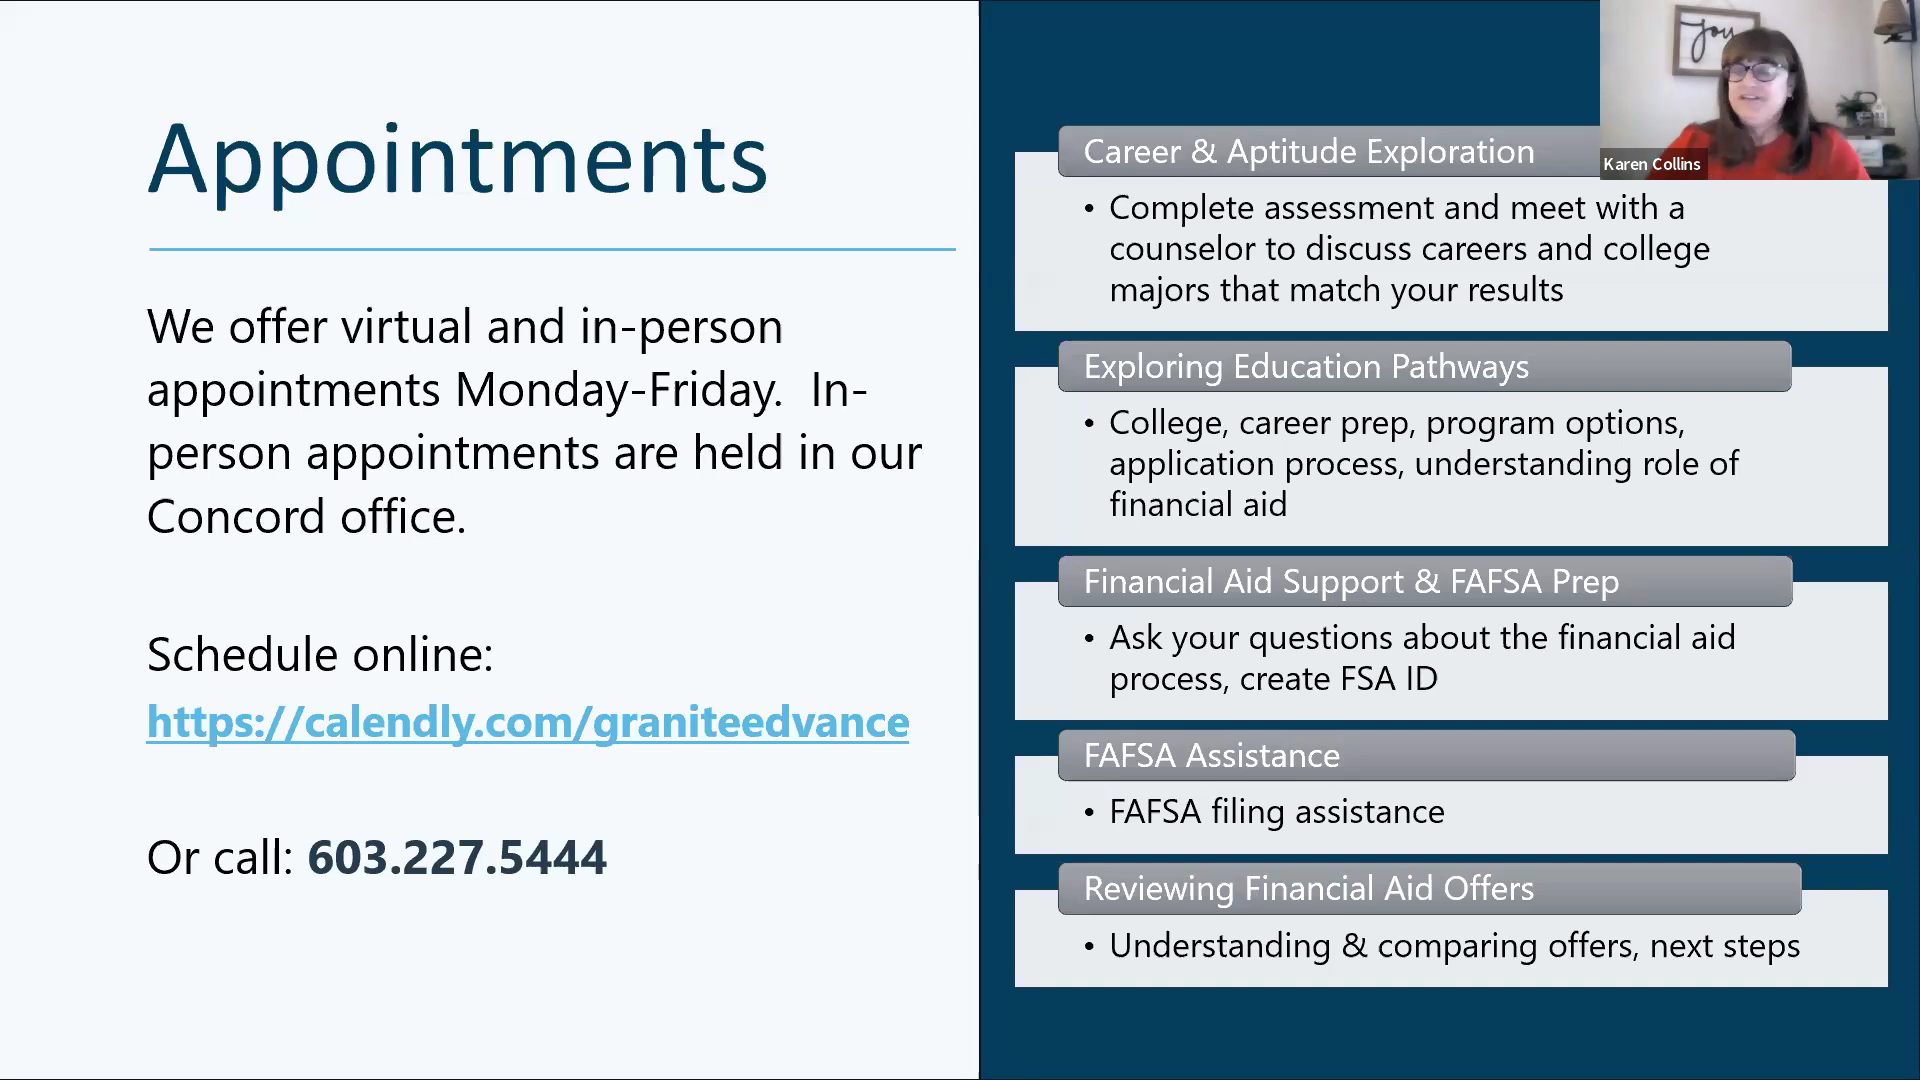 Appointments
We offer virtual and in-person
appointments Monday-Friday.  In-
person appointments are held in our
Concord office.
Schedule online:
https://calendly.com/graniteedvance
Or call: 603.227.5444
you
Karen Collins
Career & Aptitude Exploration
• Complete assessment and meet with a
counselor to discuss careers and college
majors that match your results
Exploring Education Pathways
• College, career prep, program options,
application process, understanding role of
financial aid
Financial Aid Support & FAFSA Prep
• Ask your questions about the financial aid
process, create FSA ID
FAFSA Assistance
• FAFSA filing assistance
Reviewing Financial Aid Offers
• Understanding & comparing offers, next steps